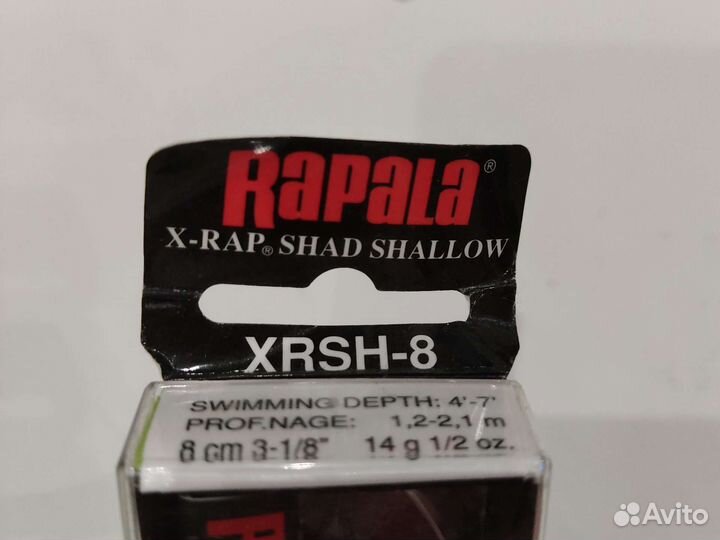 Rapala®
X-RAP® SHAD SHALLOW
XRSH-8
SWIMMING DEPTH: 4'-7'
PROF.NAGE: 1,2-2,1 m
8 cm 3-1/8" 14 g 1/2 oz.
Avito